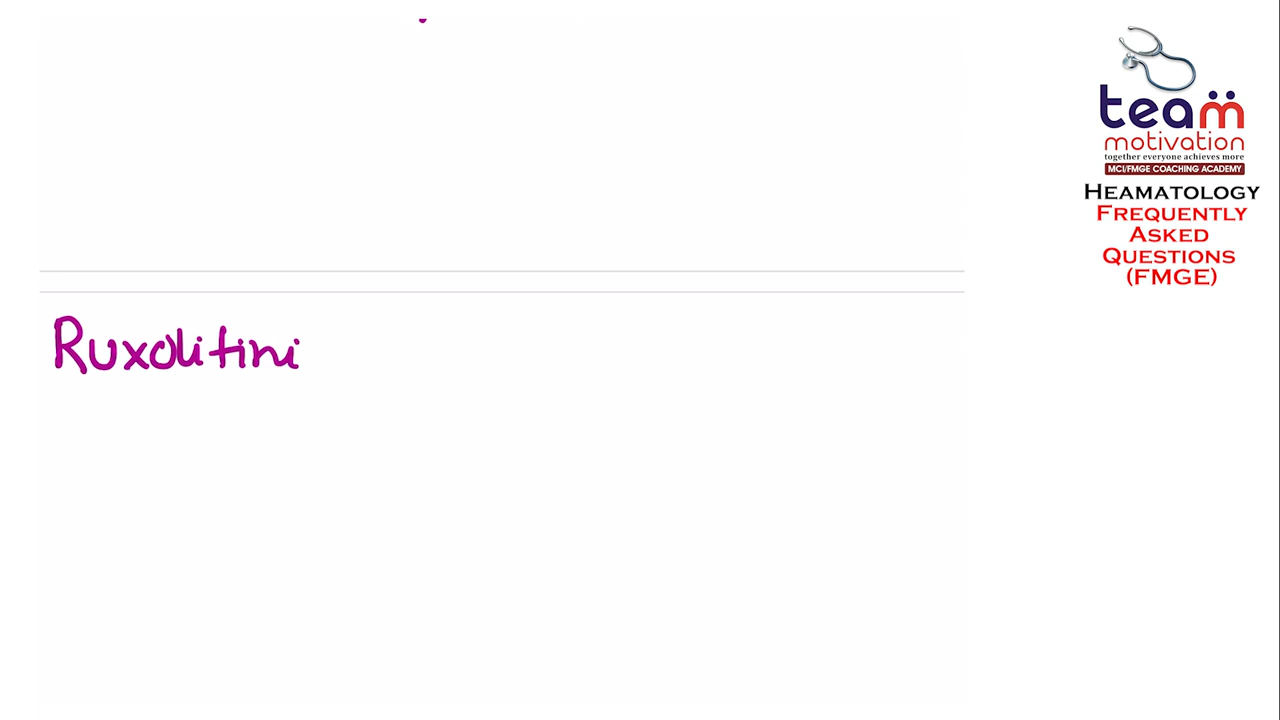 Ruxolitini
team
motivation
together everyone achieves more
MCI/FMGE COACHING ACADEMY
HEAMATOLOGY
FREQUENTLY
ASKED
QUESTIONS
(FMGE)